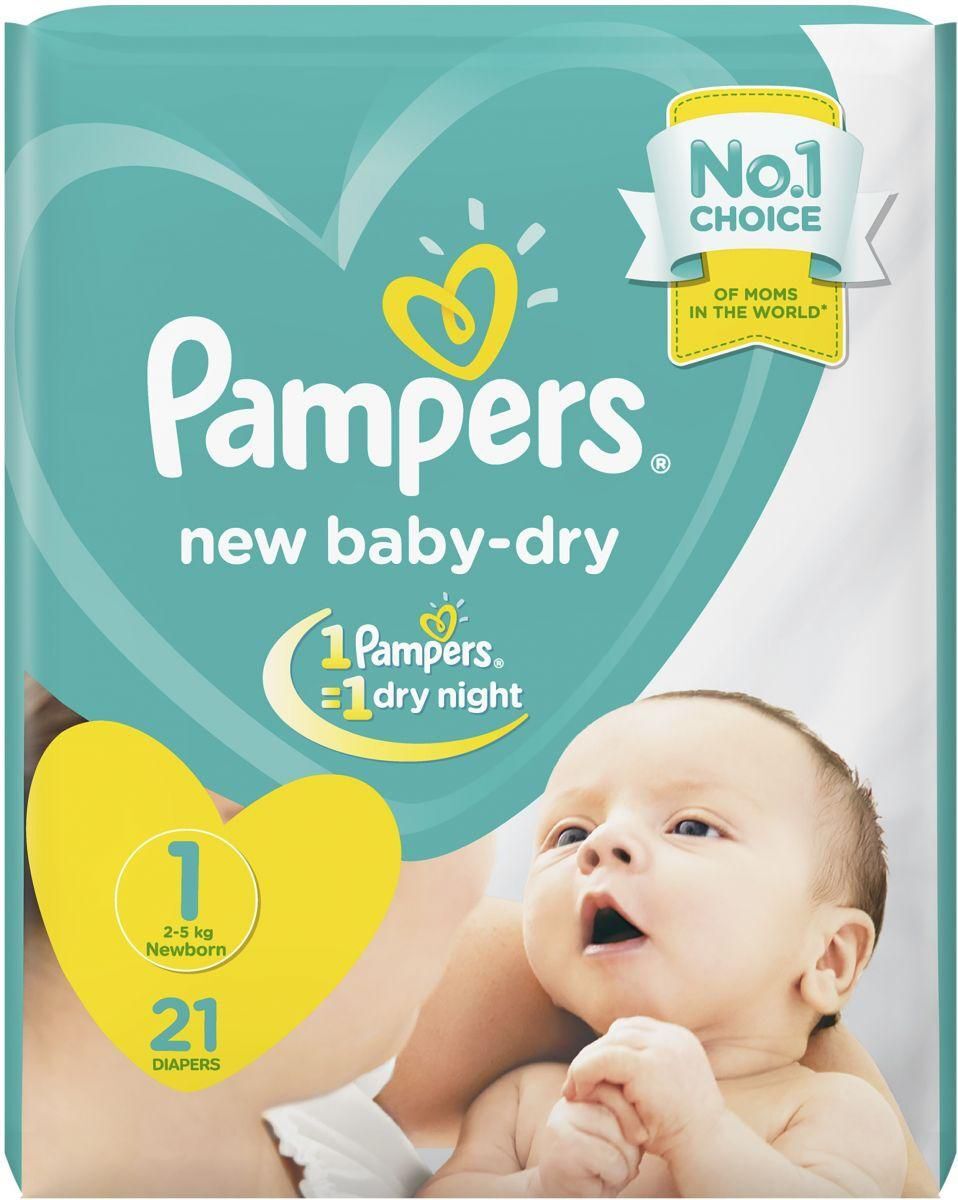 No.1
CHOICE
OF MOMS
IN THE WORLD*
Pampers®
new baby-dry
1 Pampers®
=1 dry night
1
2-5 kg
Newborn
21
DIAPERS